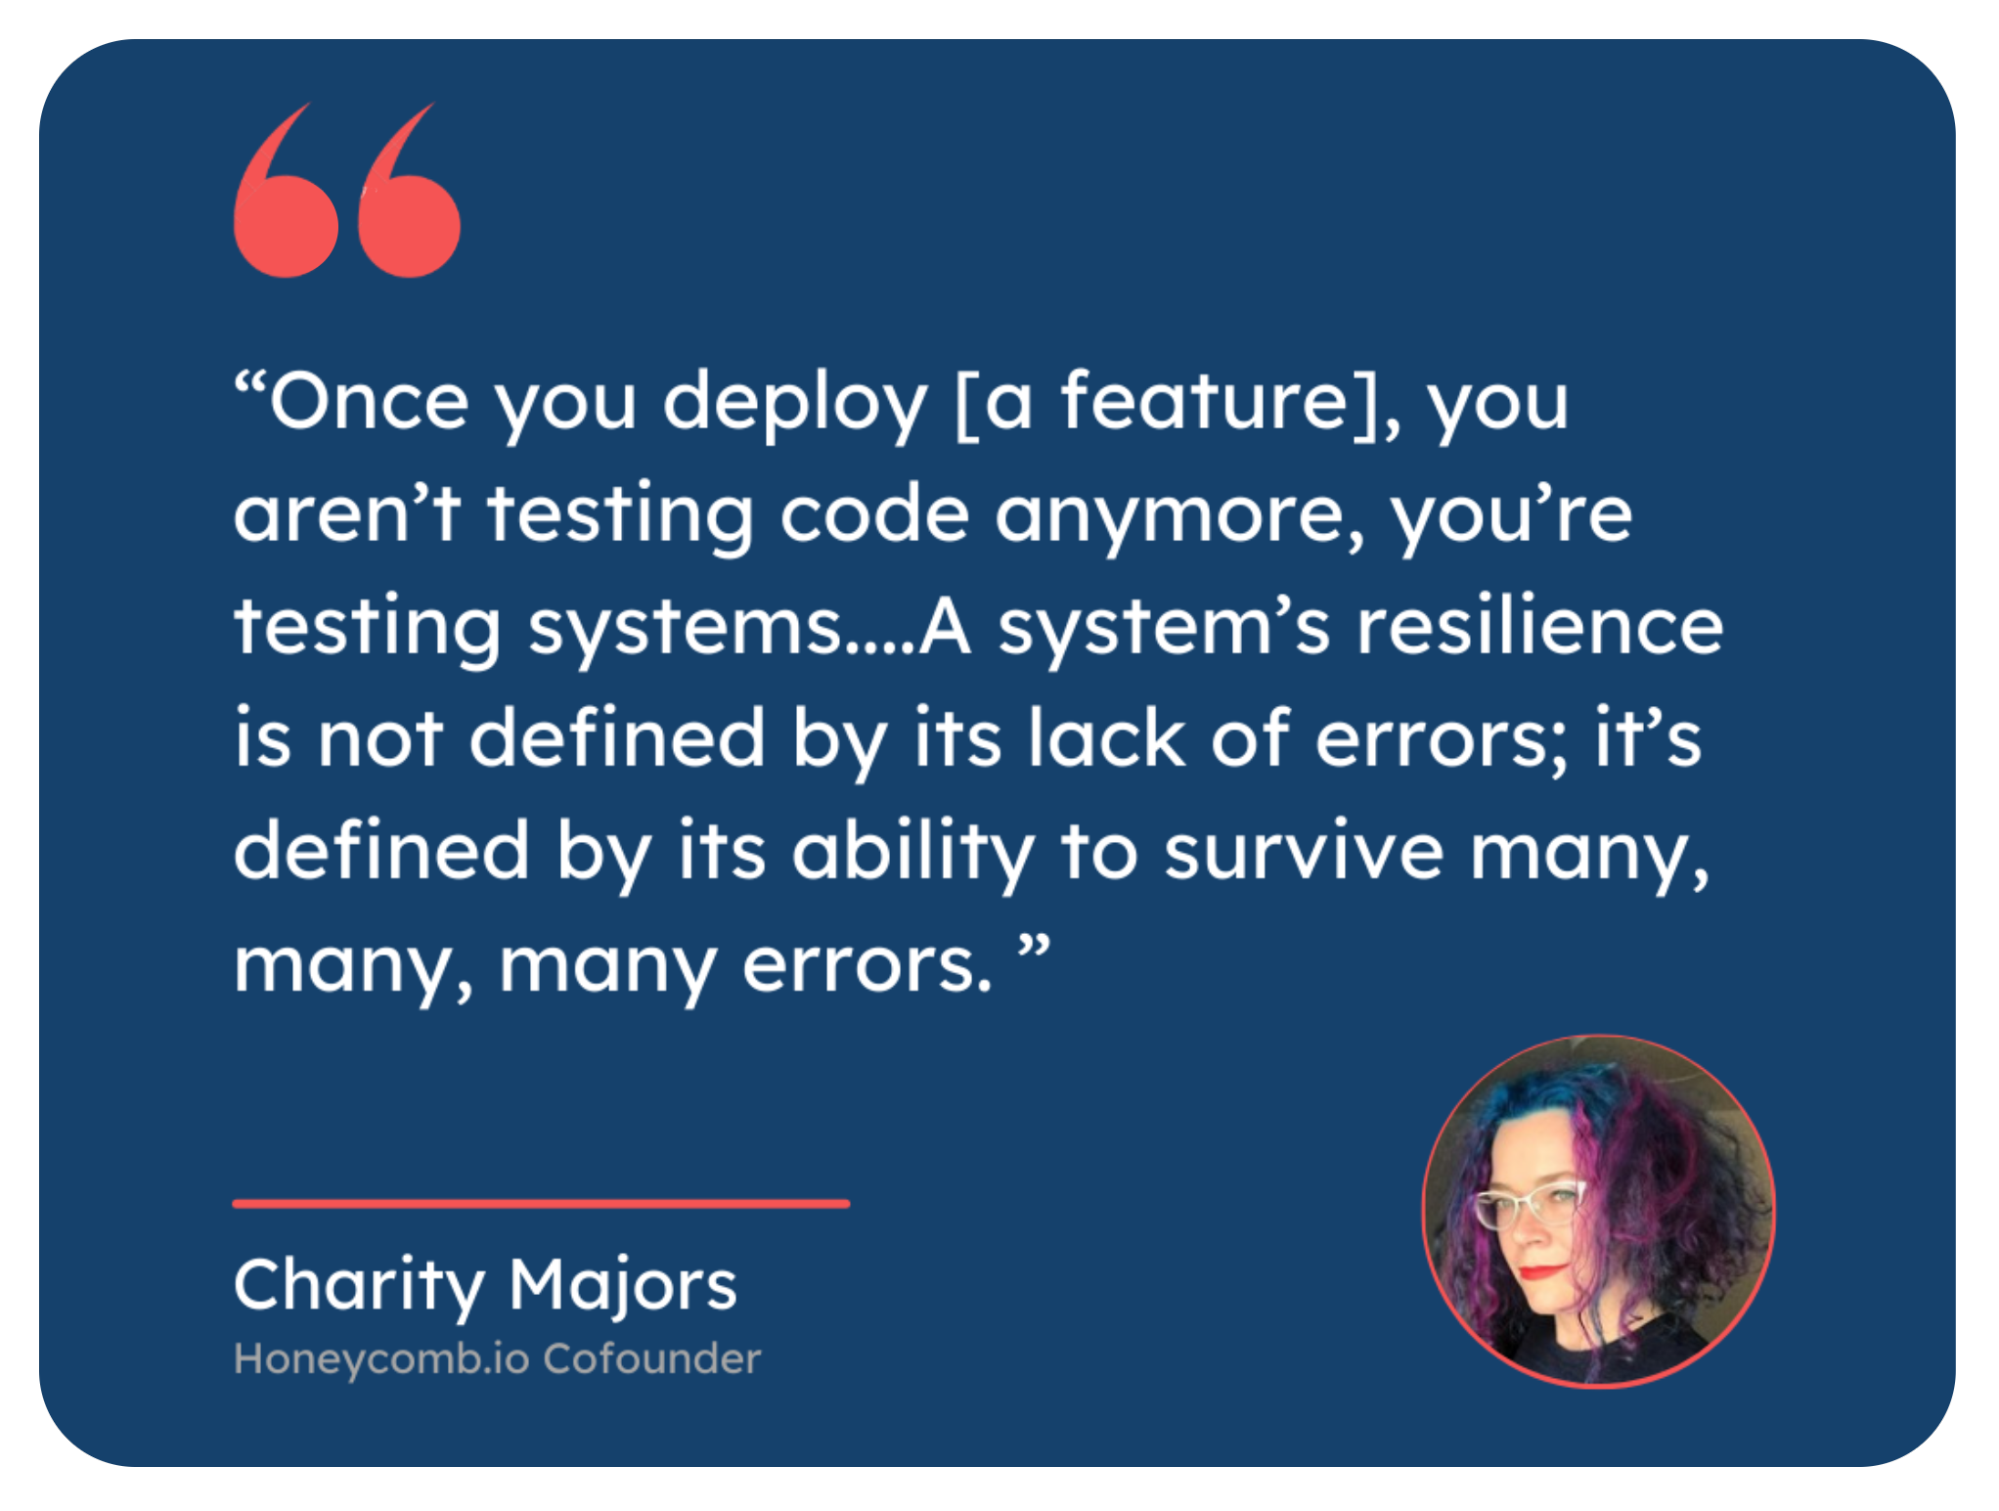 “Once you deploy [a feature], you
aren’t testing code anymore, you’re
testing systems....A system’s resilience
is not defined by its lack of errors; it’s
defined by its ability to survive many,
many, many errors. ”
Charity Majors
Honeycomb.io Cofounder